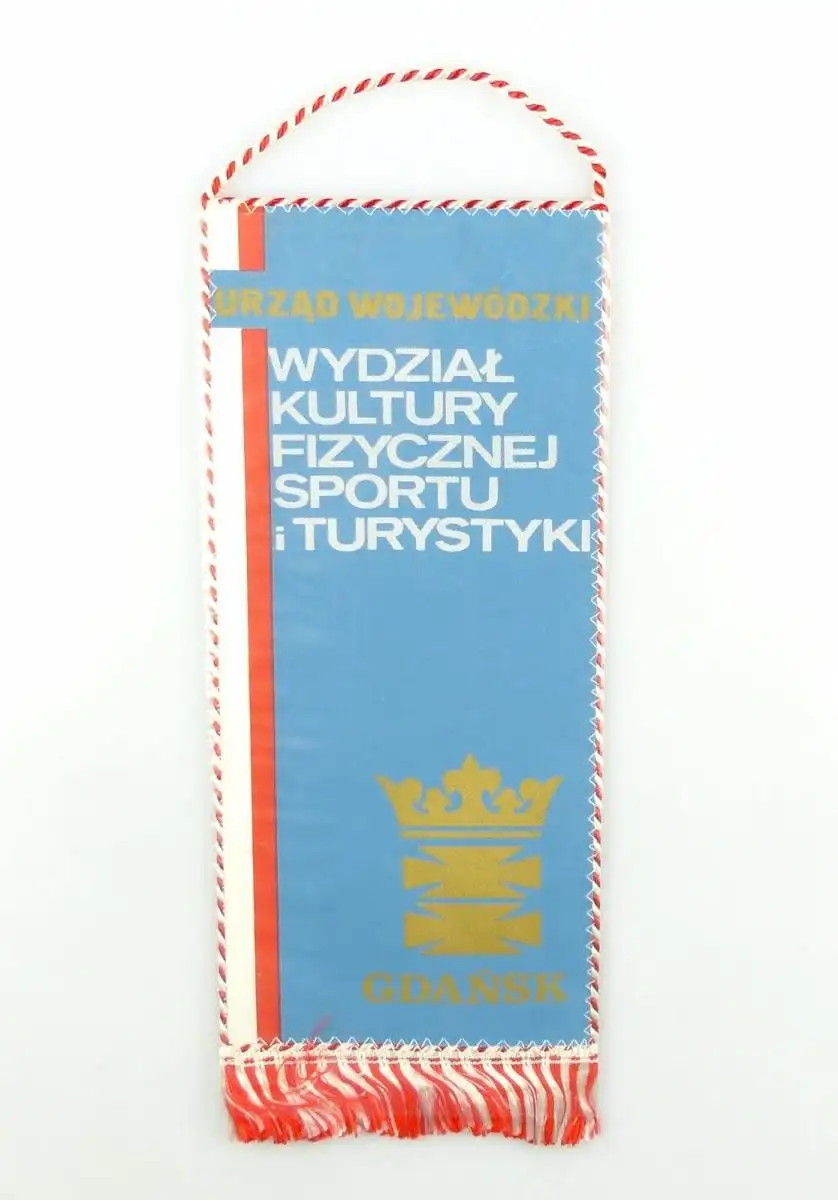 URZĄD WOJEWÓDZKI
WYDZIAŁ
KULTURY
FIZYCZNEJ
SPORTU
i TURYSTYKI
GDAŃSK